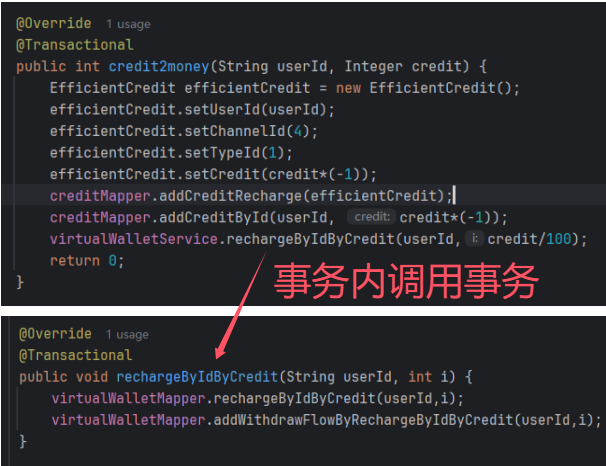 @Override 1 usage
@Transactional
public int credit2money(String userId, Integer credit) {
EfficientCredit efficientCredit = new EfficientCredit();
efficientCredit.setUserId(userId);
efficientCredit.setChannelId(4);
efficientCredit.setTypeId(1);
efficientCredit.setCredit(credit*(-1));
creditMapper.addCreditRecharge(efficientCredit);
creditMapper.addCreditById(userId, credit: credit*(-1));
virtualWalletService.rechargeByIdByCredit(userId, i: credit/100);
return 0;
}
事务内调用事务
@Override 1 usage
@Transactional
public void rechargeByIdByCredit(String userId, int i) {
virtualWalletMapper.rechargeByIdByCredit(userId,i);
virtualWalletMapper.addWithdrawFlowByRechargeByIdByCredit(userId,i);
}